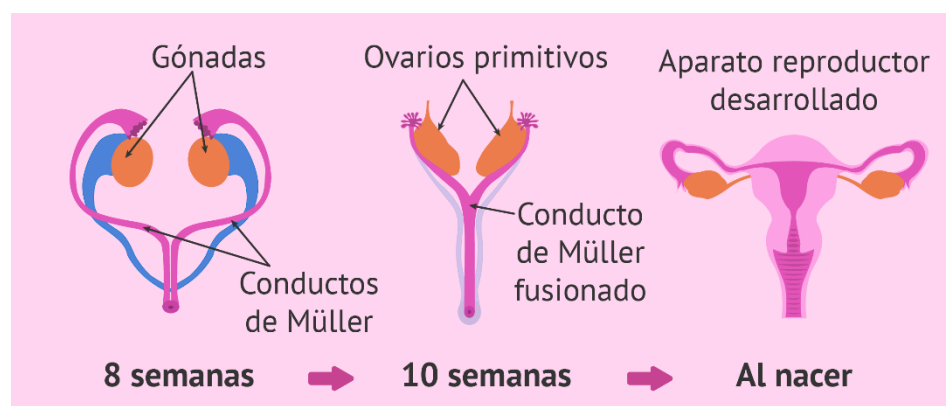 Gónadas
Conductos
de Müller
8 semanas
Ovarios primitivos
Conducto
de Müller
fusionado
10 semanas
Aparato reproductor
desarrollado
Al nacer